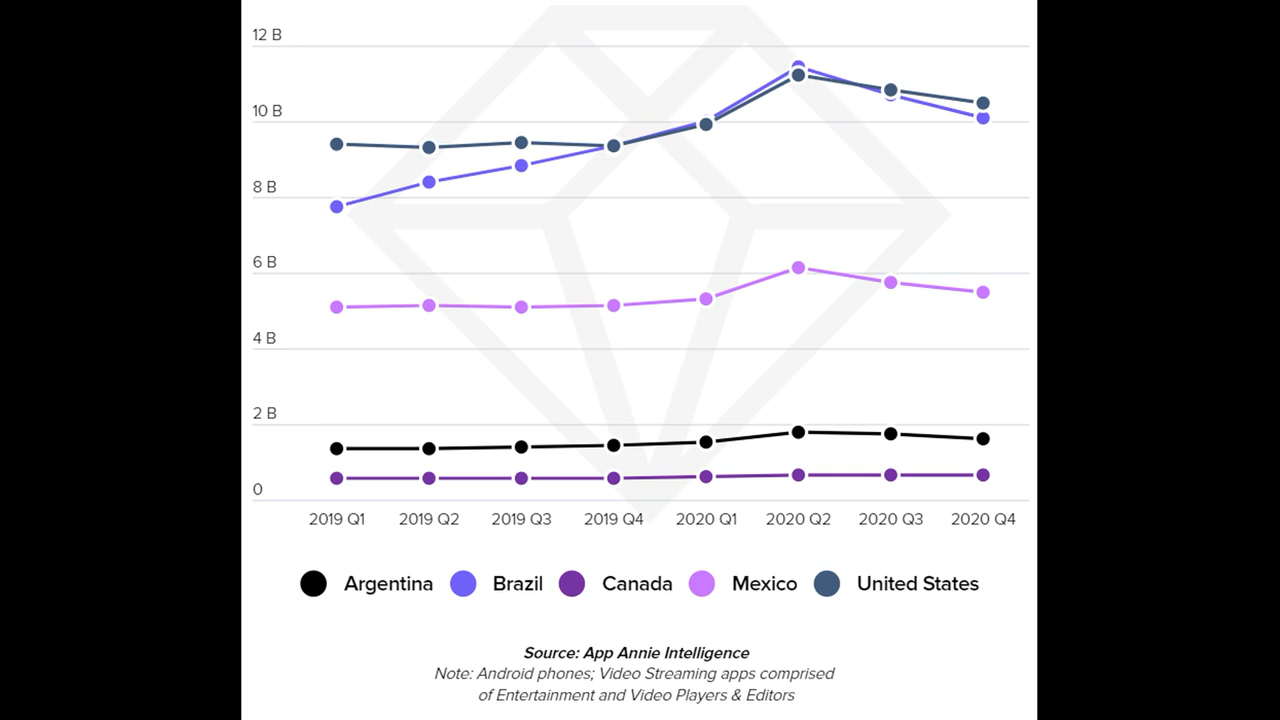 12 B
10 B
8 B
6 B
4 B
2 B
0
2019 Q1 2019 Q2 2019 Q3 2019 Q4 2020 Q1 2020 Q2 2020 Q3 2020 Q4
Argentina Brazil Canada Mexico United States
Source: App Annie Intelligence
Note: Android phones; Video Streaming apps comprised
of Entertainment and Video Players & Editors